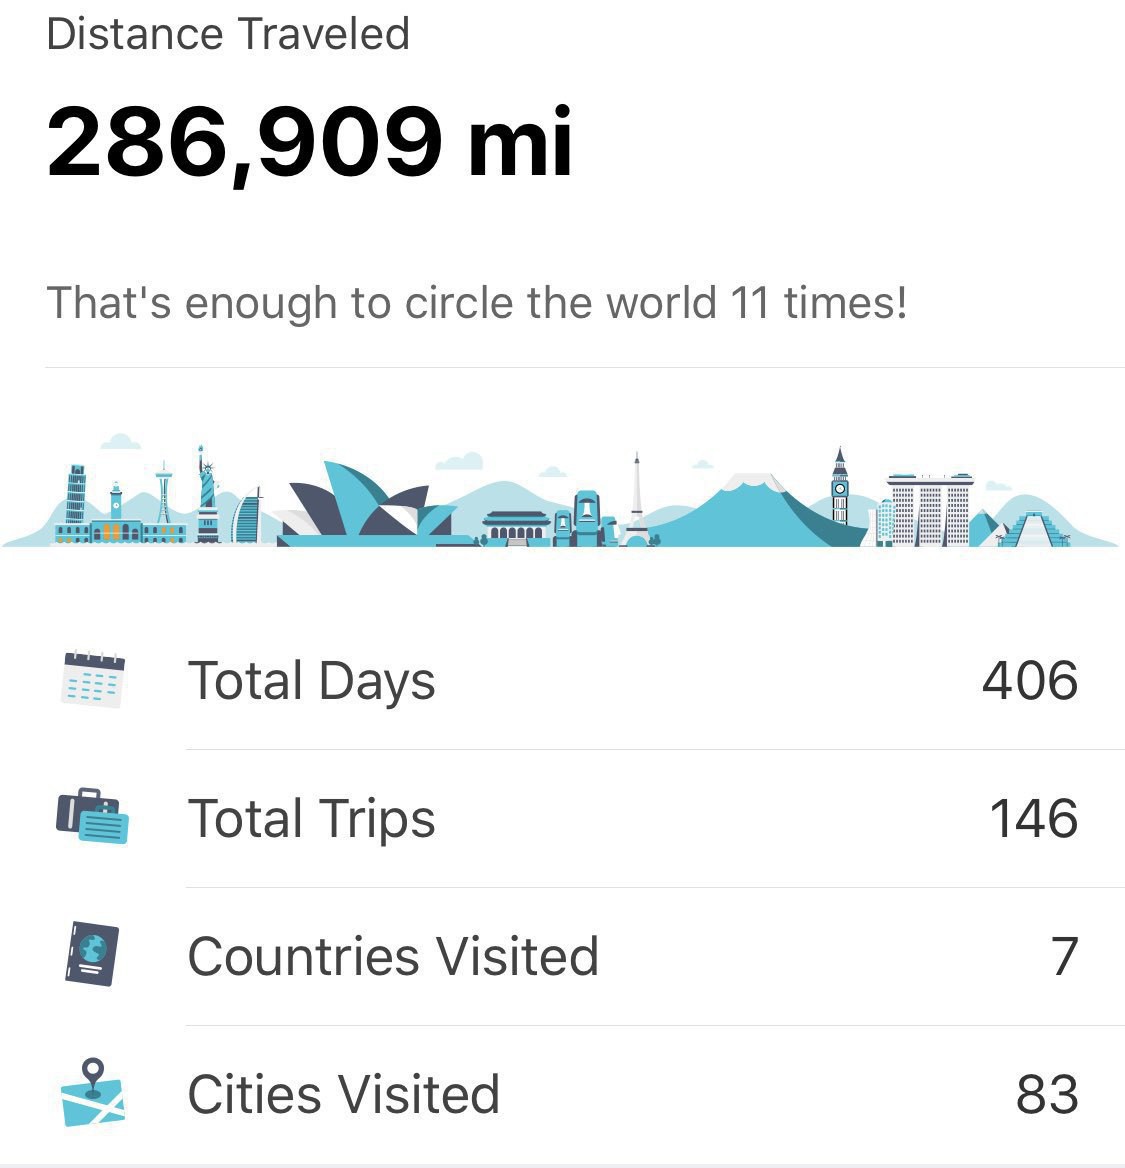 Distance Traveled
286,909 mi
That's enough to circle the world 11 times!
Total Days 406
Total Trips 146
Countries Visited 7
Cities Visited 83